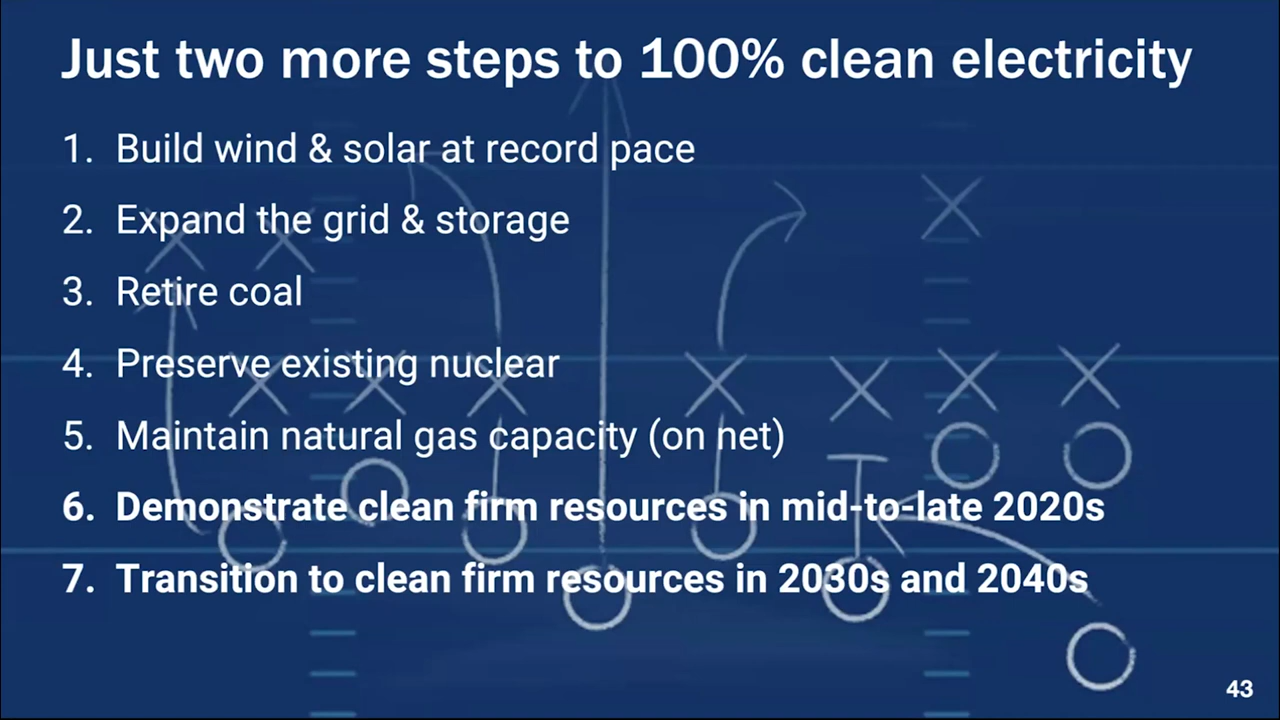 Just two more steps to 100% clean electricity
1. Build wind & solar at record pace
2. Expand the grid & storage
3. Retire coal
4. Preserve existing nuclear
5. Maintain natural gas capacity (on net)
6. Demonstrate clean firm resources in mid-to-late 2020s
7. Transition to clean firm resources in 2030s and 2040s
43